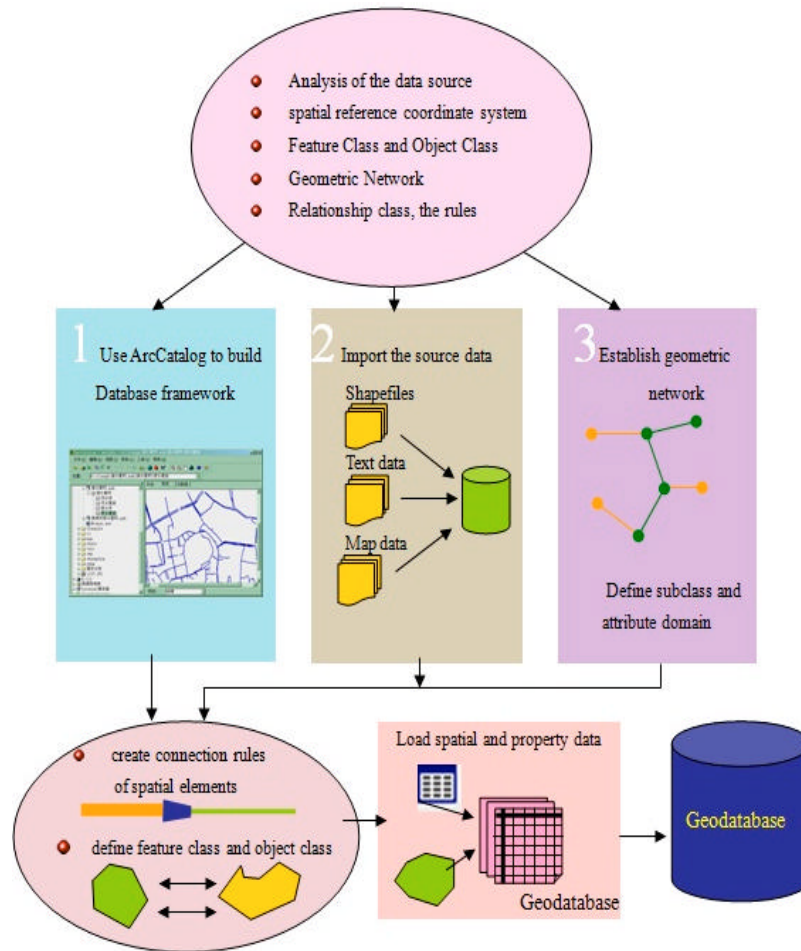 Analysis of the data source
spatial reference coordinate system
Feature Class and Object Class
Geometric Network
Relationship class, the rules
1 Use ArcCatalog to build
Database framework
2 Import the source data
Shapefiles
Text data
Map data
3 Establish geometric
network
Define subclass and
attribute domain
create connection rules
of spatial elements
define feature class and object class
Load spatial and property data
Geodatabase
Geodatabase